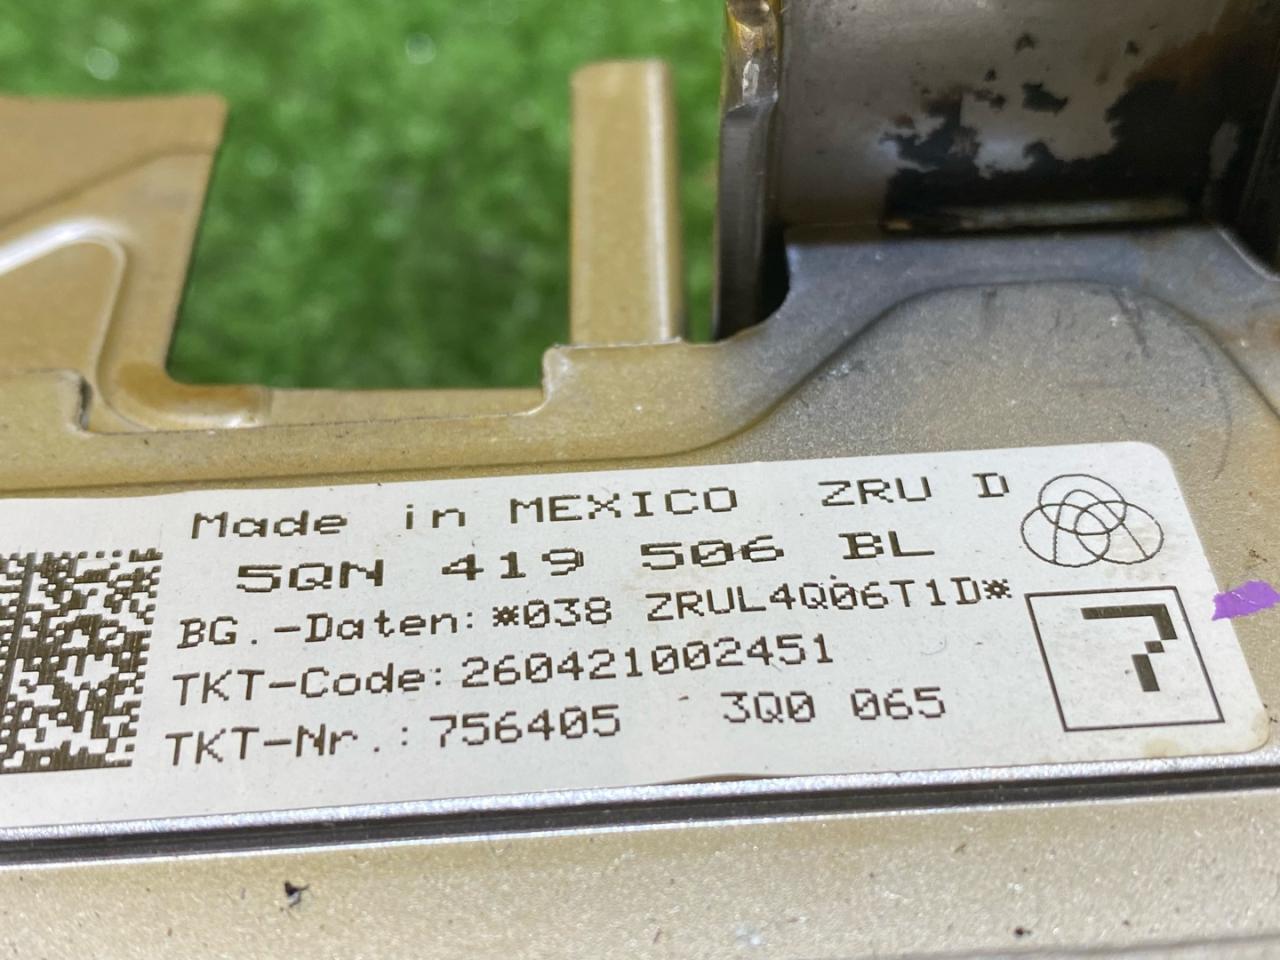 Made in MEXICO ZRU D
5QN 419 506 BL
BG.-Daten:*038 ZRUL4Q06T1D*
TKT-Code:260421002451
TKT-Nr.:756405 3Q0 065
7